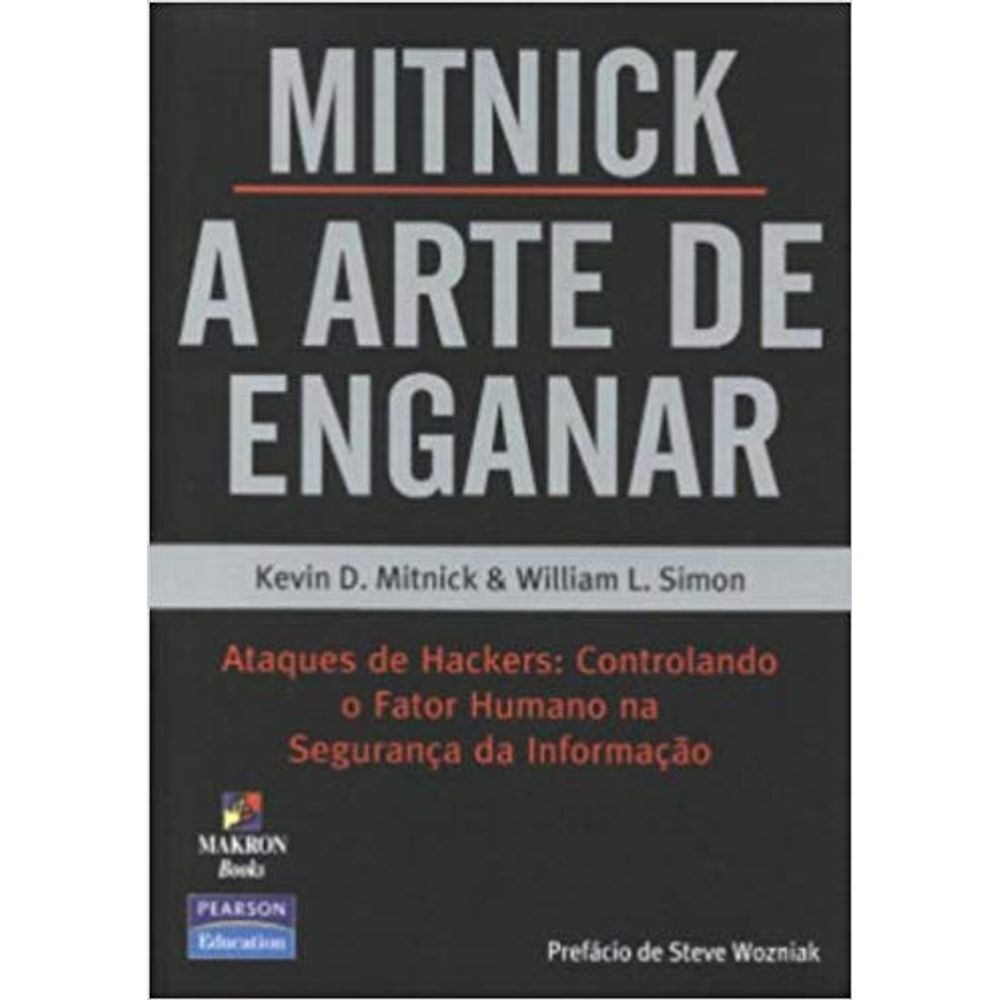 MITNICK
A ARTE DE
ENGANAR
Kevin D. Mitnick & William L. Simon
Ataques de Hackers: Controlando
o Fator Humano na
Segurança da Informação
MAKRON
Books
PEARSON
Education
Prefácio de Steve Wozniak